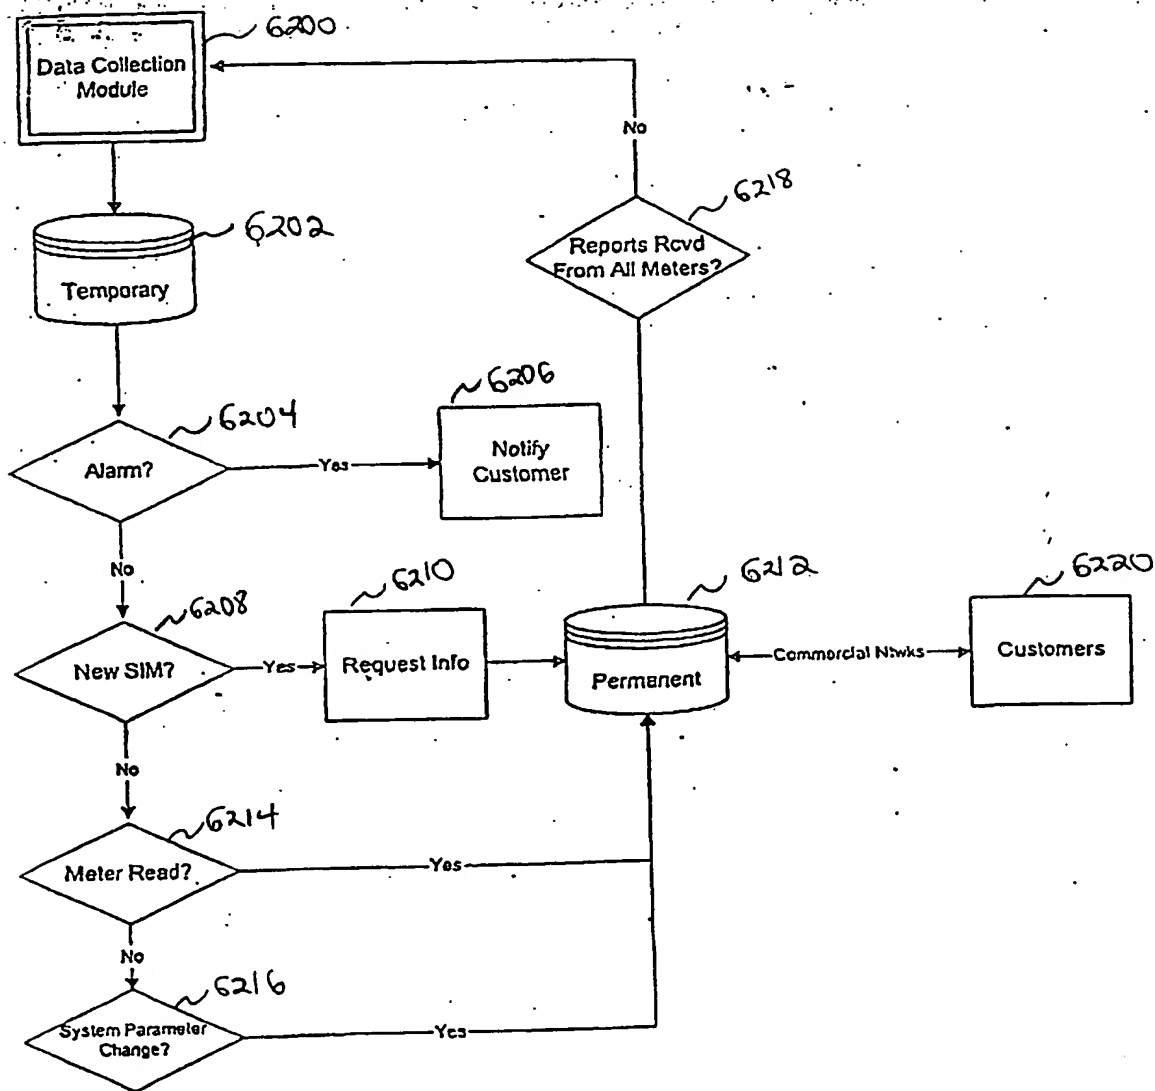 6200
Data Collection
Module
No
6218
6202
Reports Rcvd
From All Meters?
Temporary
6206
6204
Notify
Customer
Alarm?
Yes
No
6210
6212
6220
6208
New SIM?
Yes
Request Info
Permanent
Commercial Ntwks
Customers
No
6214
Meter Read?
Yes
No
6216
System Parameter
Change?
Yes